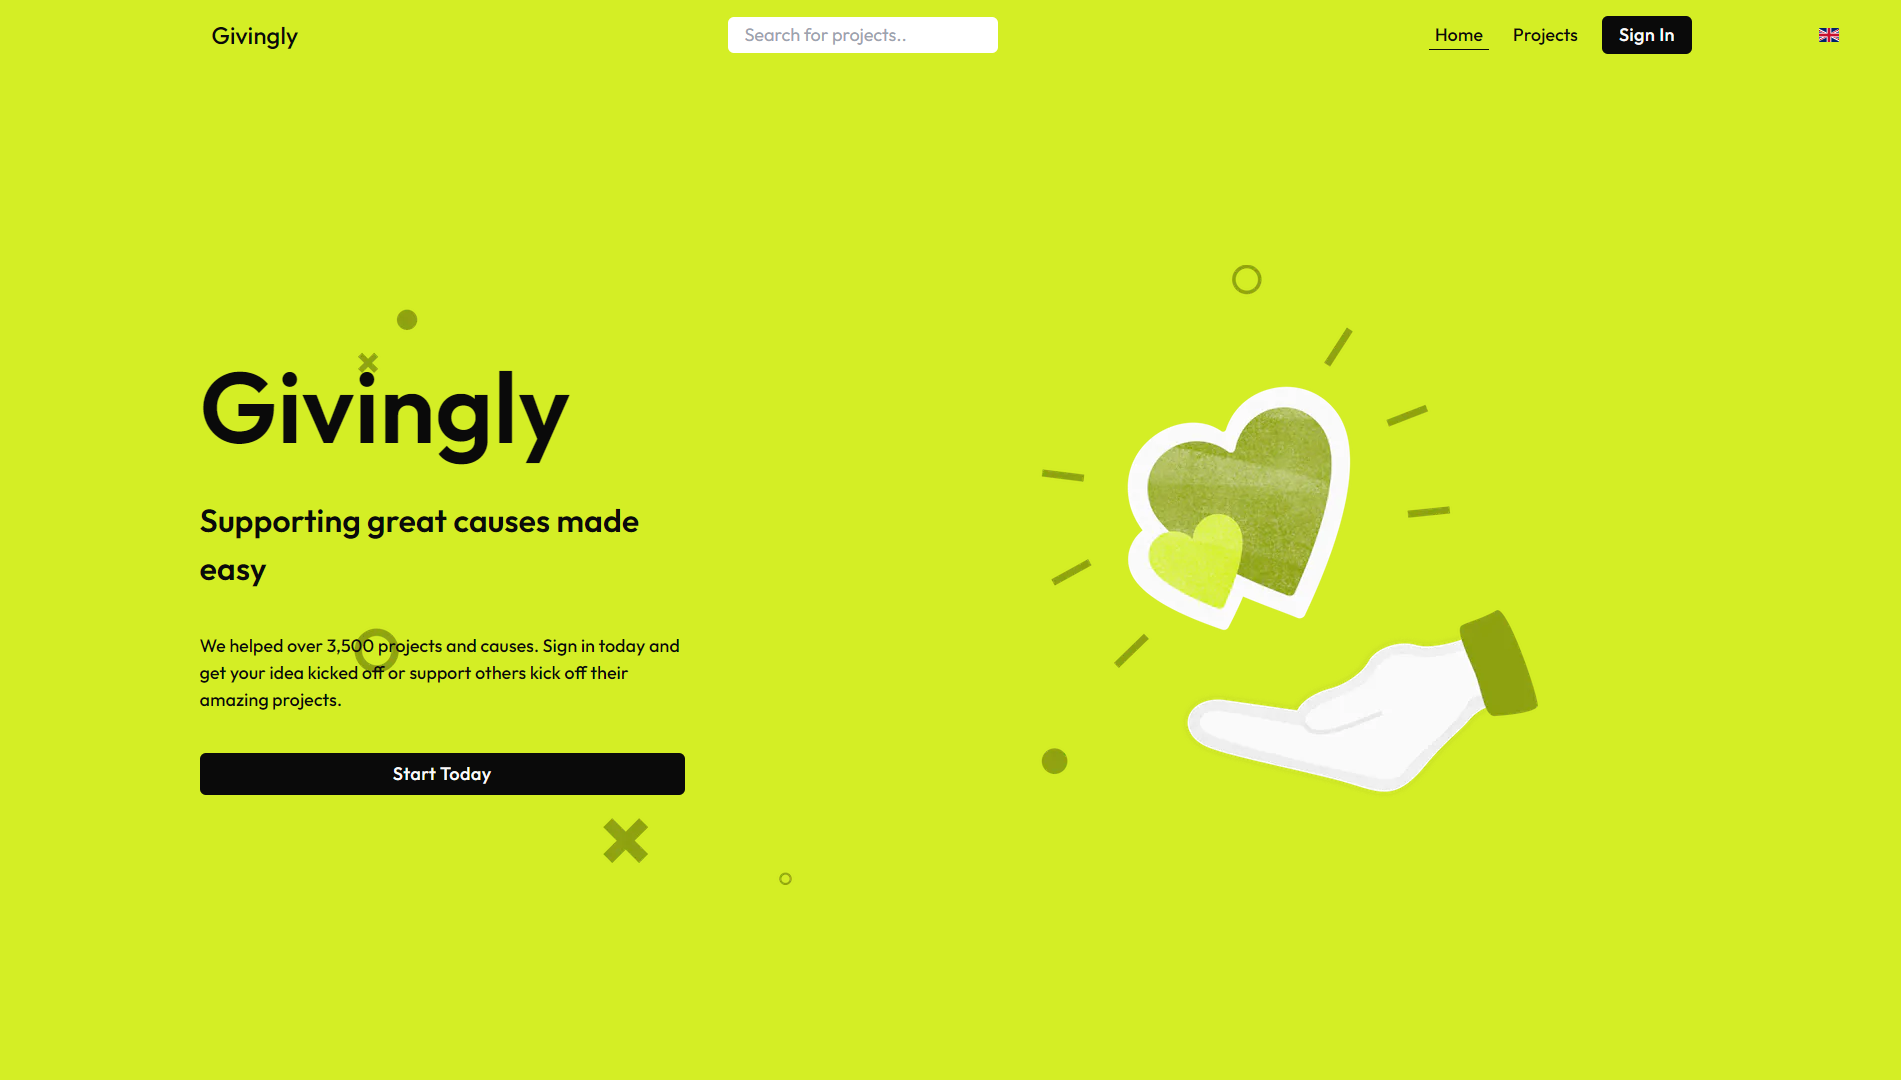 Givingly
Search for projects..
Home
Projects
Sign In
Givingly
Supporting great causes made
easy
We helped over 3,500 projects and causes. Sign in today and
get your idea kicked off or support others kick off their
amazing projects.
Start Today